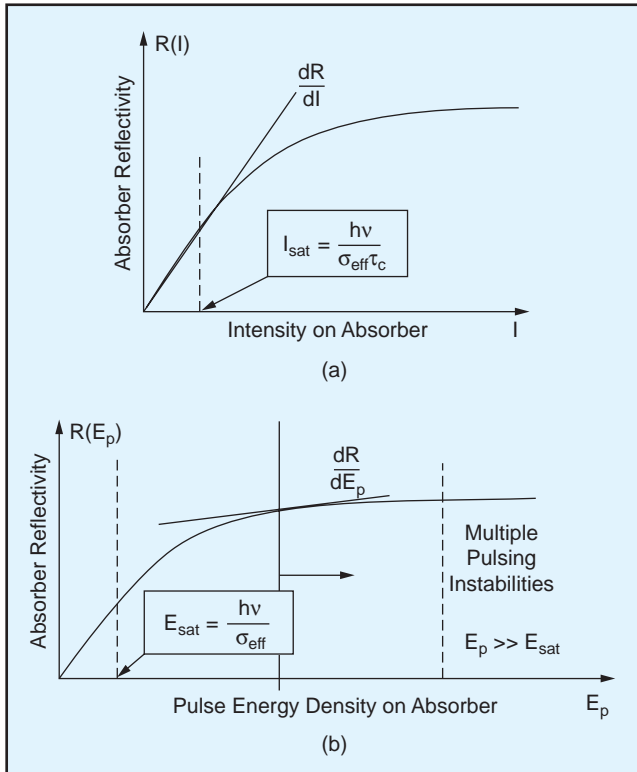 R(I)
dR
dI
Absorber Reflectivity
I_sat = hν / σ_eff τ_c
Intensity on Absorber
I
(a)
R(E_p)
dR
dE_p
Absorber Reflectivity
Multiple
Pulsing
Instabilities
E_sat = hν / σ_eff
E_p >> E_sat
Pulse Energy Density on Absorber
E_p
(b)